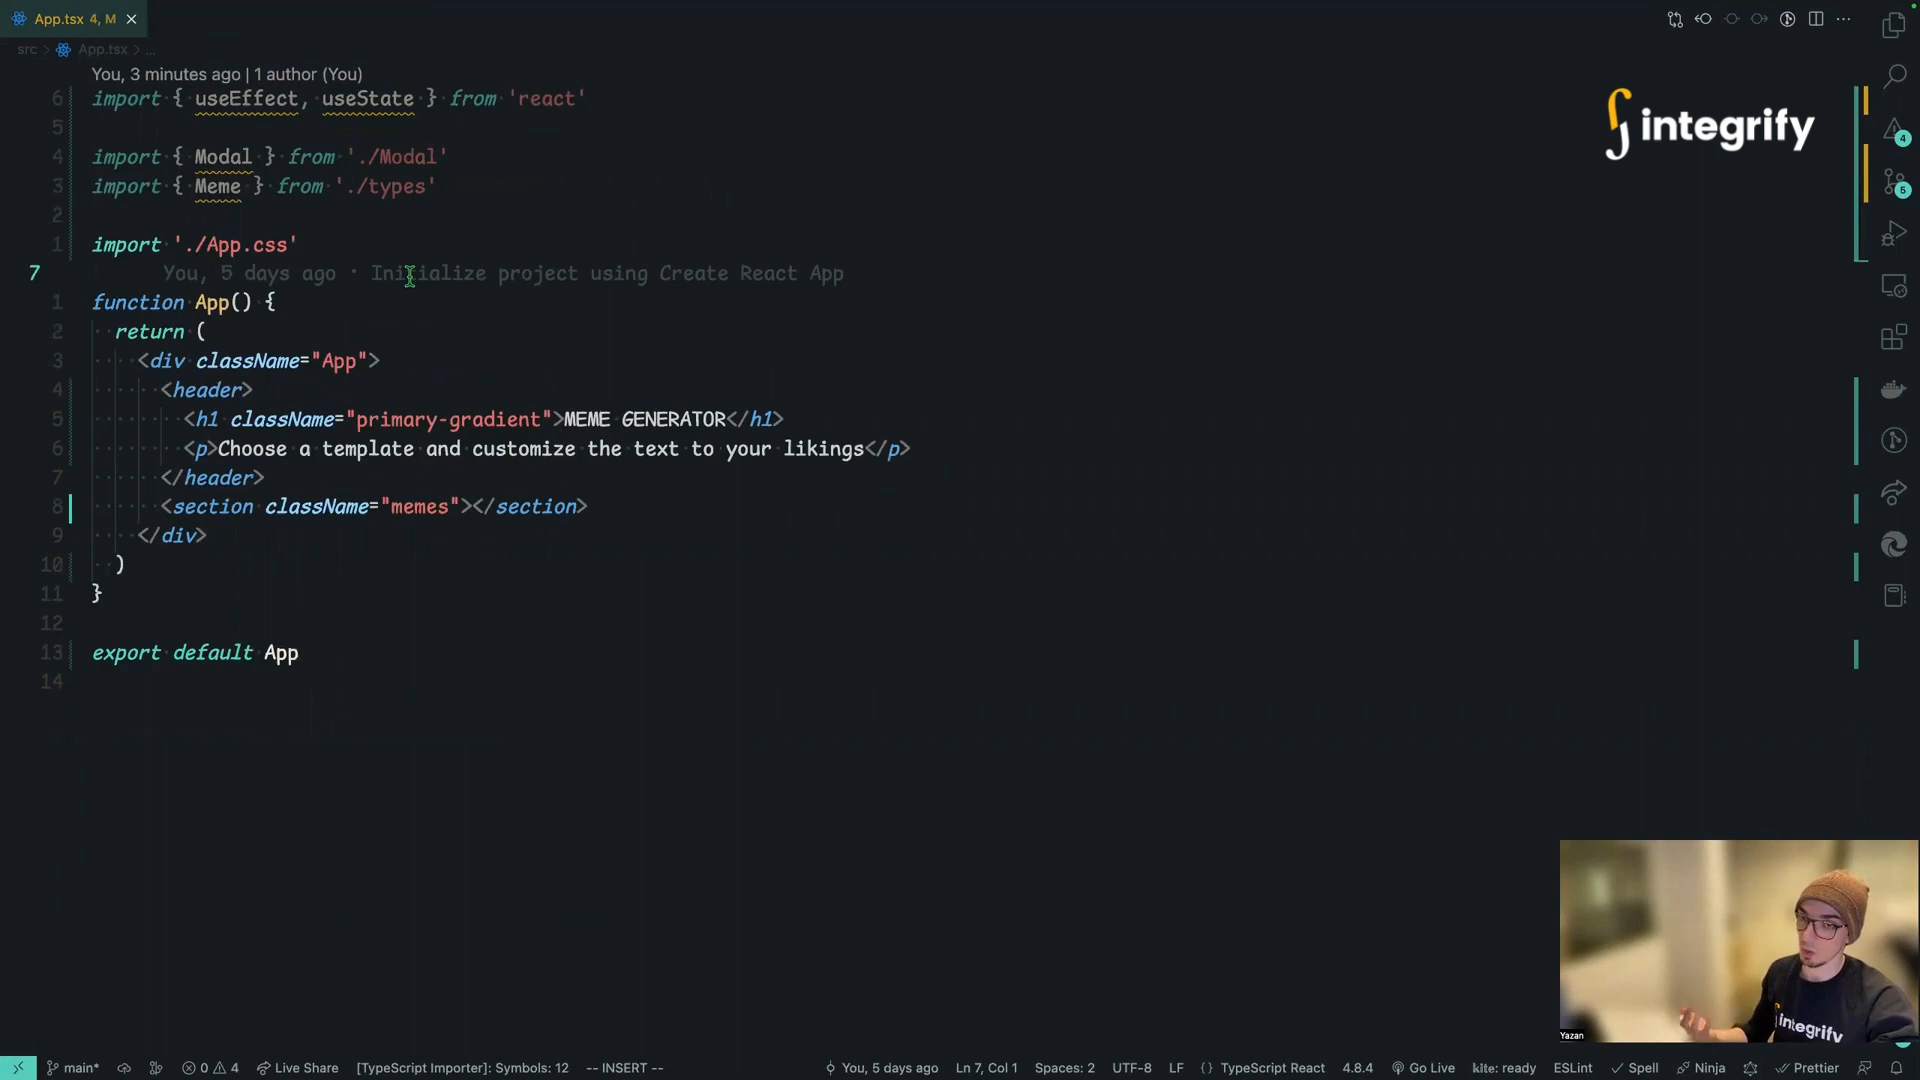 App.tsx 4, M
src > App.tsx > ...
You, 3 minutes ago | 1 author (You)
6 import { useEffect, useState } from 'react'
5
4 import { Modal } from './Modal'
3 import { Meme } from './types'
2
1 import './App.css'
7 You, 5 days ago • Initialize project using Create React App
1 function App() {
2 return (
3 <div className="App">
4 <header>
5 <h1 className="primary-gradient">MEME GENERATOR</h1>
6 <p>Choose a template and customize the text to your likings</p>
7 </header>
8 <section className="memes"></section>
9 </div>
10 )
11 }
12
13 export default App
14
integrify
4
5
integrify
Yazan
main* 0 4 Live Share [TypeScript Importer]: Symbols: 12 -- INSERT -- You, 5 days ago Ln 7, Col 1 Spaces: 2 UTF-8 LF { } TypeScript React 4.8.4 Go Live kite: ready ESLint Spell Ninja Prettier